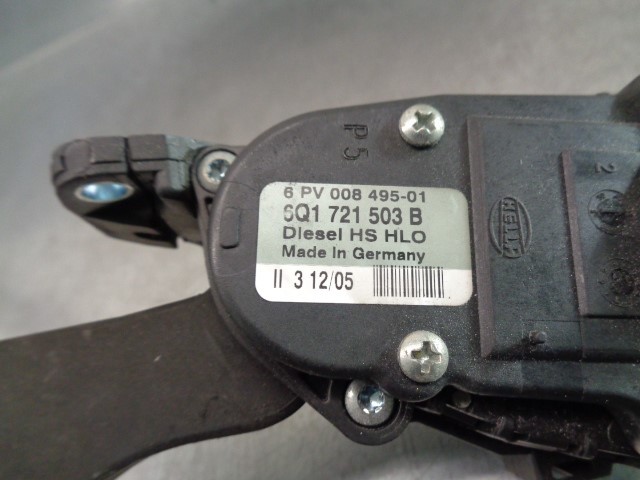 P 5
6 PV 008 495-01
6Q1 721 503 B
Diesel HS HLO
Made in Germany
II 3 12/05
HELLA
2